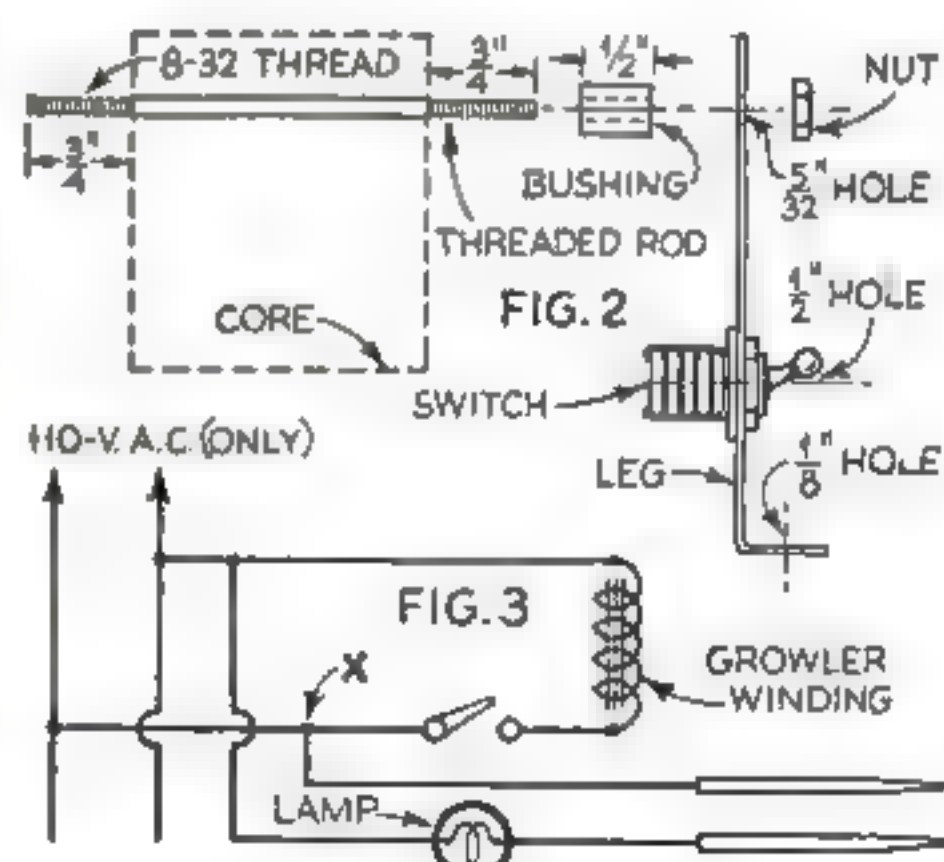 8-32 THREAD
3/4"
1/2"
NUT
3/4"
BUSHING
5/32" HOLE
THREADED ROD
1/2" HOLE
FIG. 2
CORE
SWITCH
110-V. A.C. (ONLY)
LEG
1/8" HOLE
FIG. 3
X
GROWLER
WINDING
LAMP